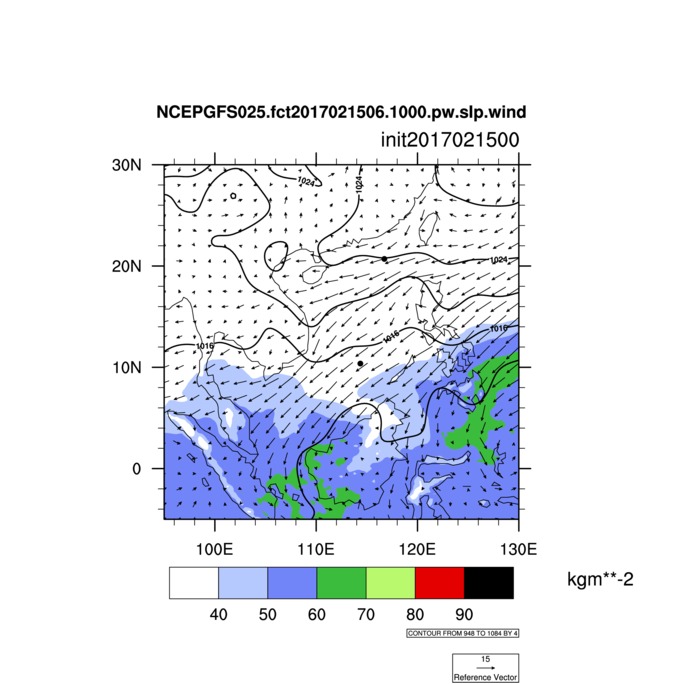 NCEPGFS025.fct2017021506.1000.pw.slp.wind
init2017021500
30N
1024
1024
20N
1024
1016
1016
1016
10N
0
100E 110E 120E 130E
kgm**-2
40 50 60 70 80 90
CONTOUR FROM 948 TO 1084 BY 4
15
Reference Vector